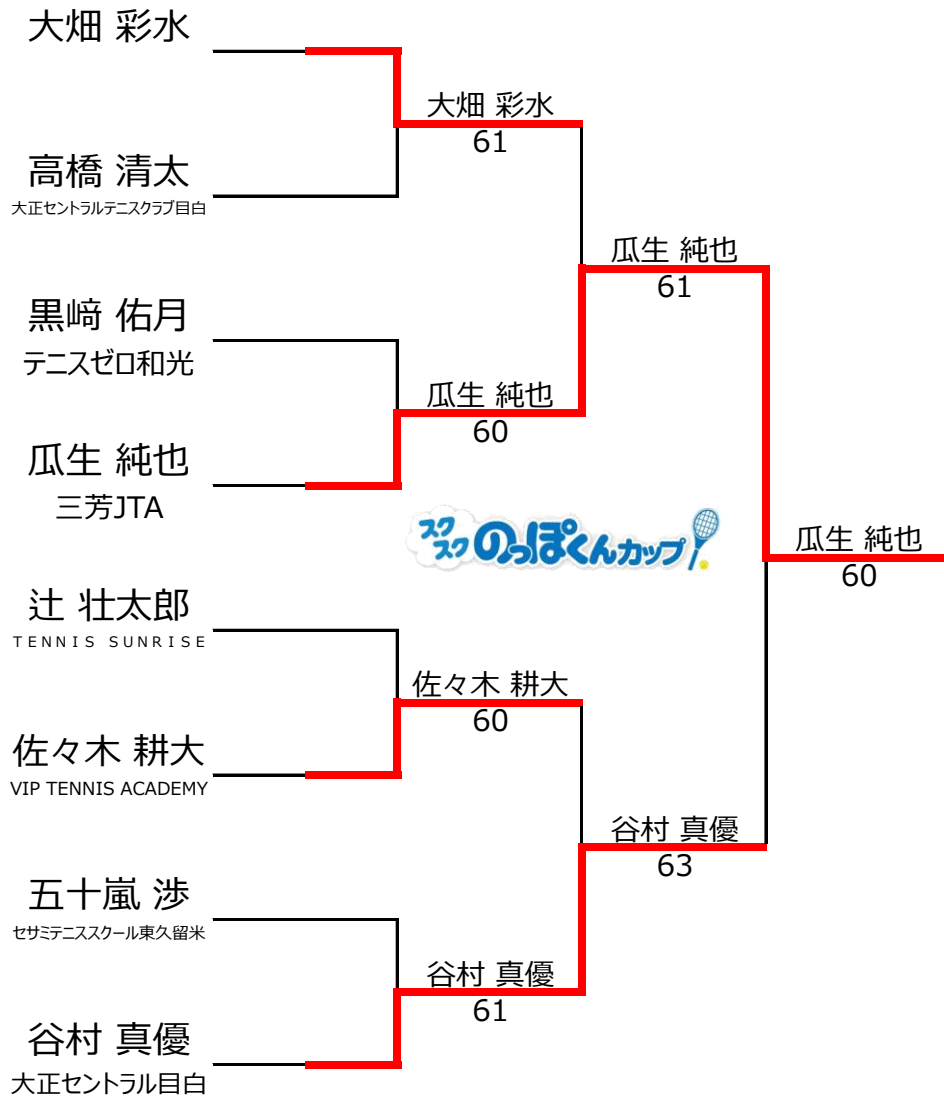 大畑 彩水
大畑 彩水
61
高橋 清太
大正セントラルテニスクラブ目白
瓜生 純也
61
黒﨑 佑月
テニスゼロ和光
瓜生 純也
60
瓜生 純也
三芳JTA
スク
スク のっぽくんカップ
瓜生 純也
60
辻 壮太郎
ＴＥＮＮＩＳ ＳＵＮＲＩＳＥ
佐々木 耕大
60
佐々木 耕大
VIP TENNIS ACADEMY
谷村 真優
63
五十嵐 渉
セサミテニススクール東久留米
谷村 真優
61
谷村 真優
大正セントラル目白